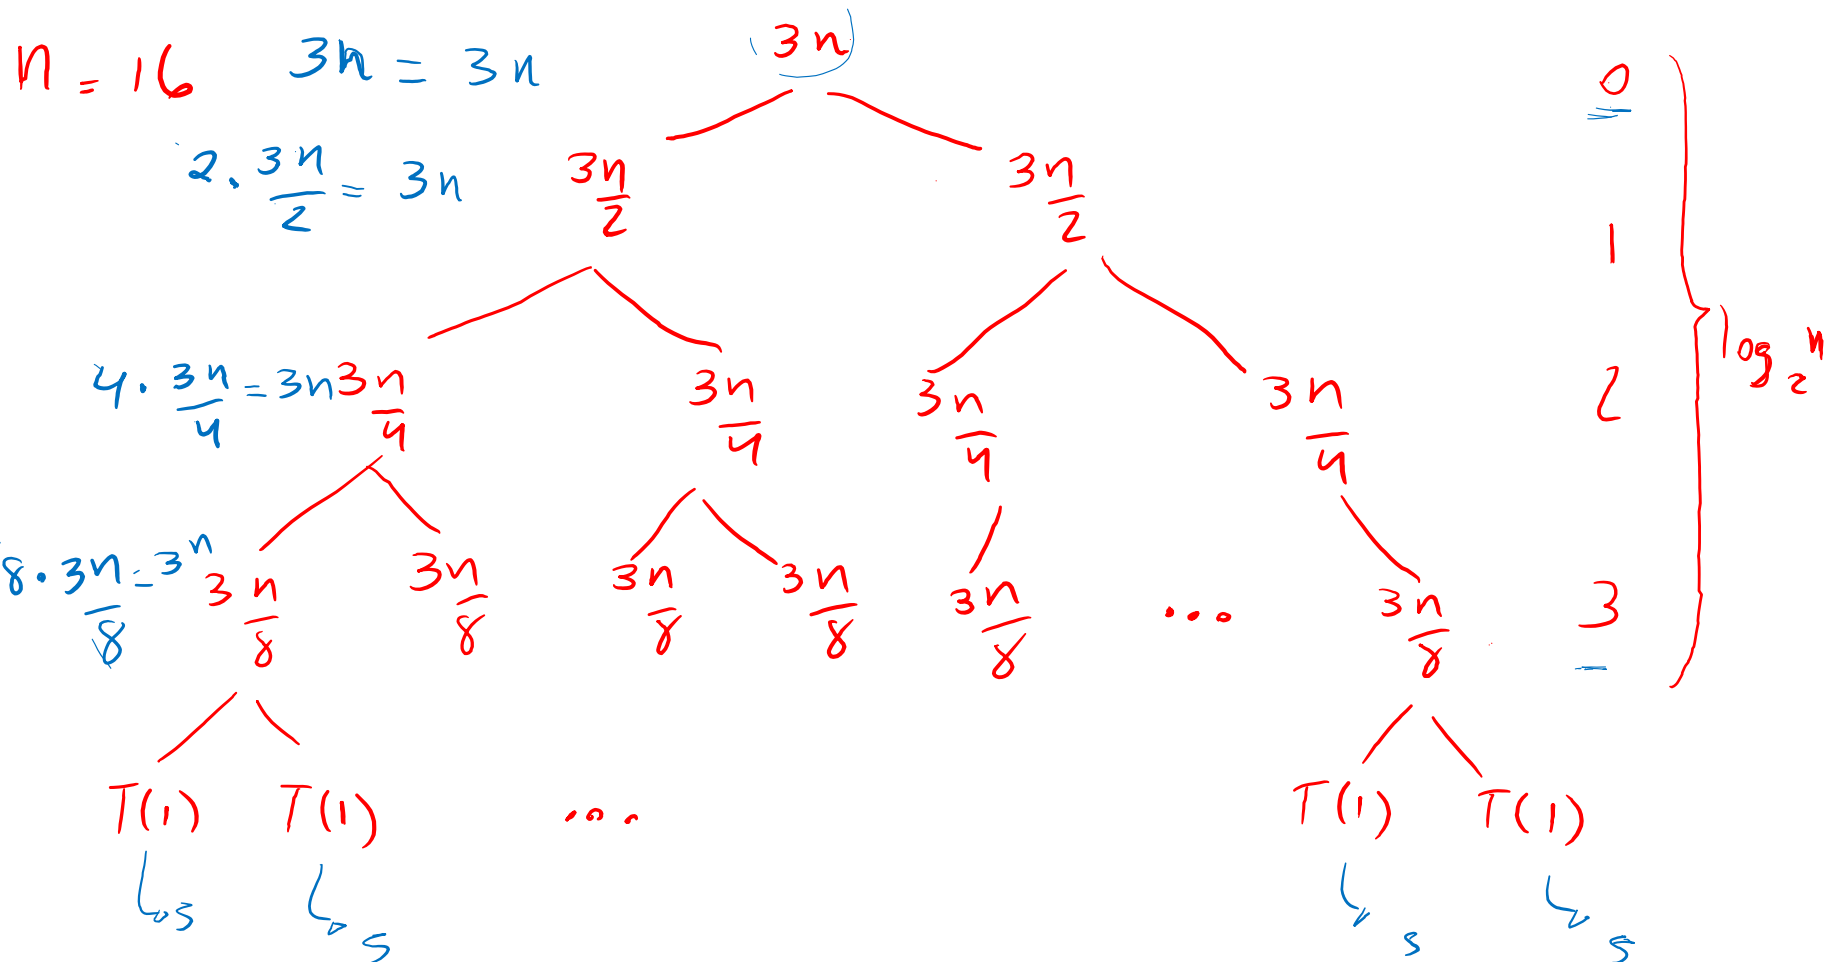 n = 16 3n = 3n 3n 0
2 · 3n/2 = 3n 3n/2 3n/2
1
4 · 3n/4 = 3n 3n/4 3n/4 3n/4 3n/4 2 log₂ n
8 · 3n/8 = 3n 3n/8 3n/8 3n/8 3n/8 3n/8 ... 3n/8 3
T(1) T(1) ... T(1) T(1)
5 5 5 5